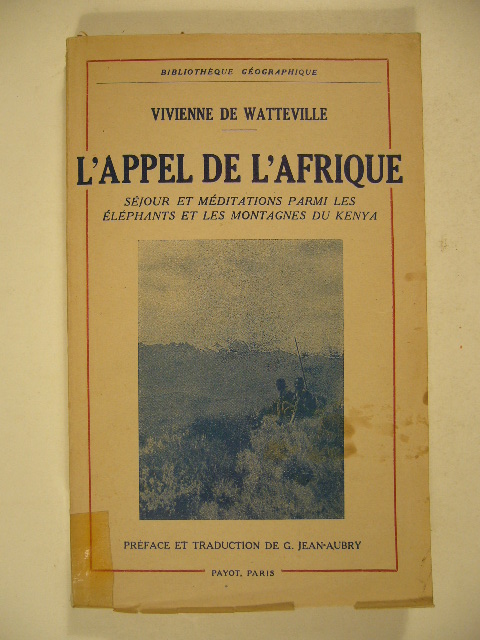 BIBLIOTHÈQUE GÉOGRAPHIQUE
VIVIENNE DE WATTEVILLE
L'APPEL DE L'AFRIQUE
SÉJOUR ET MÉDITATIONS PARMI LES
ÉLÉPHANTS ET LES MONTAGNES DU KENYA
PRÉFACE ET TRADUCTION DE G. JEAN-AUBRY
PAYOT, PARIS